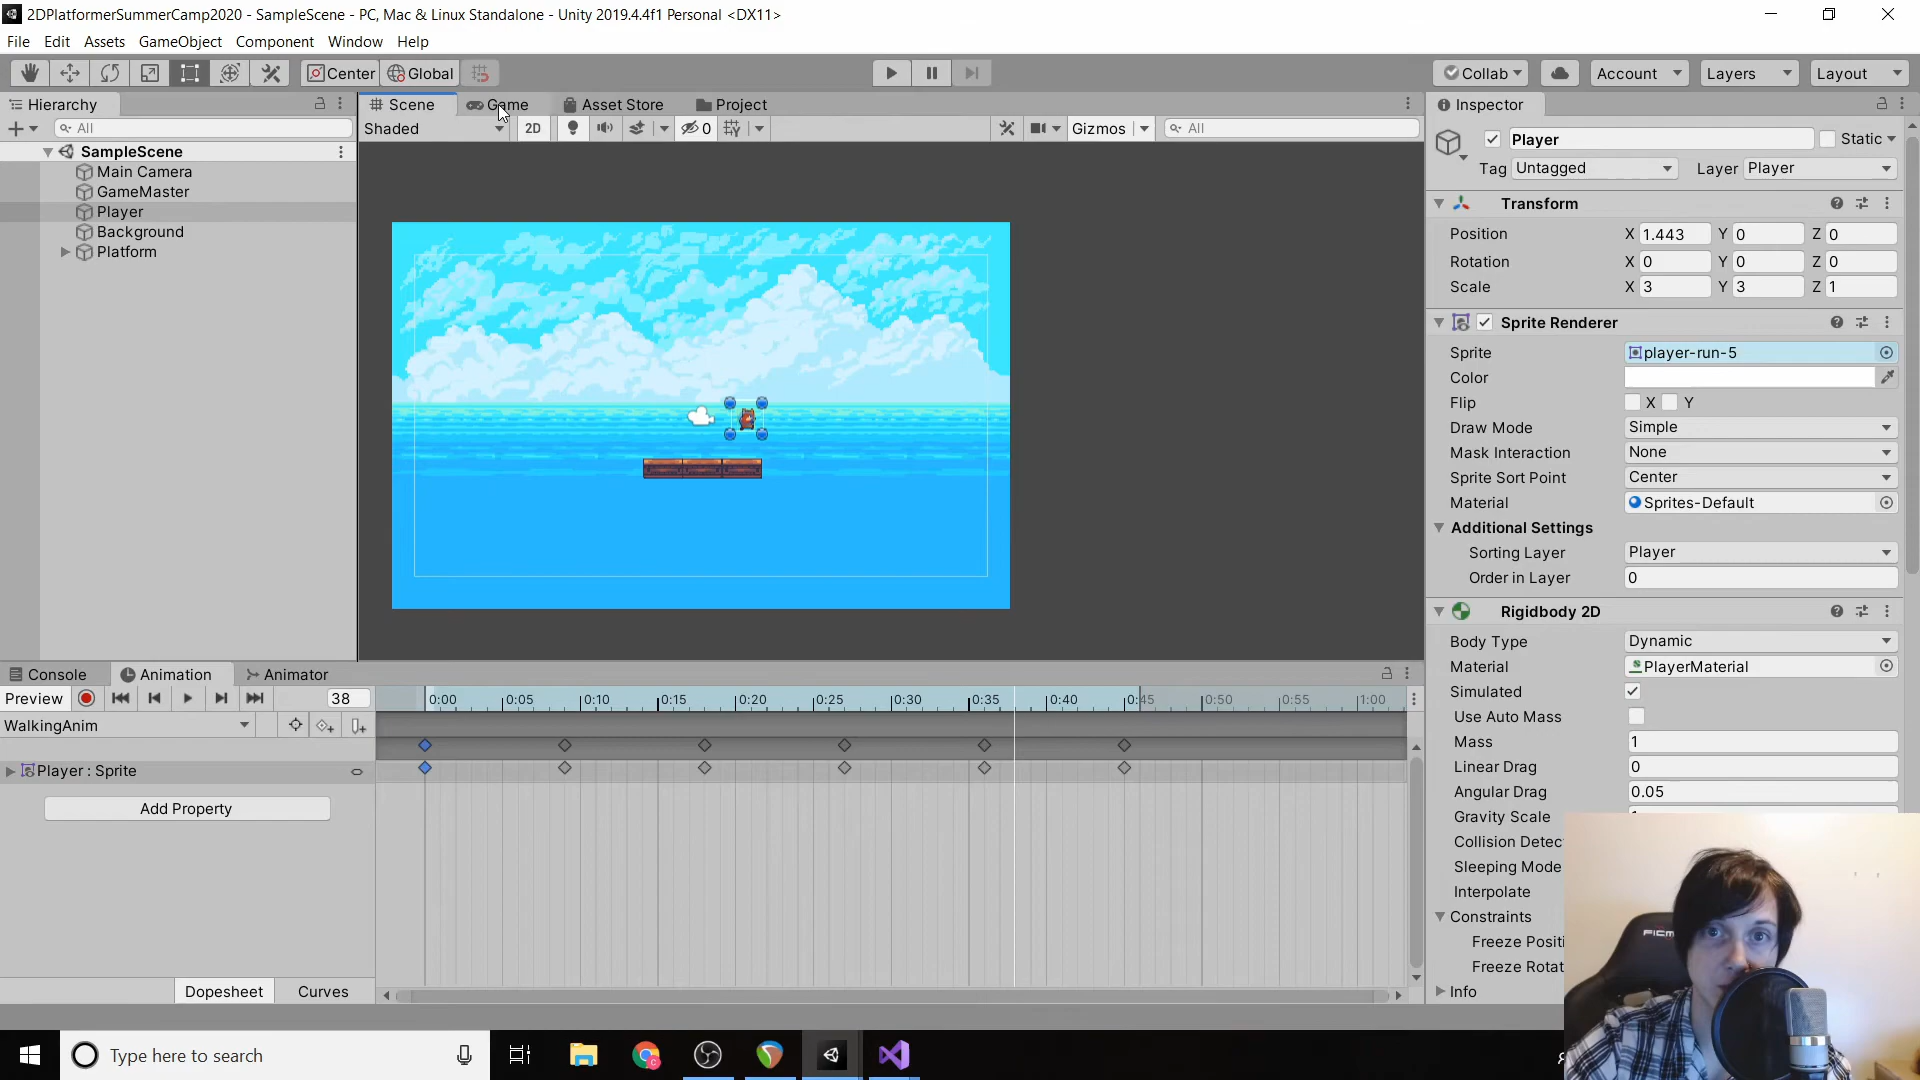 2DPlatformerSummerCamp2020 - SampleScene - PC, Mac & Linux Standalone - Unity 2019.4.4f1 Personal <DX11>
File Edit Assets GameObject Component Window Help
Center Global Collab Account Layers Layout
Hierarchy Scene Game Asset Store Project Inspector
All Shaded 2D 0 Gizmos All
SampleScene
Main Camera
GameMaster
Player
Background
Platform
Player Static
Tag Untagged Layer Player
Transform
Position X 1.443 Y 0 Z 0
Rotation X 0 Y 0 Z 0
Scale X 3 Y 3 Z 1
Sprite Renderer
Sprite player-run-5
Color
Flip X Y
Draw Mode Simple
Mask Interaction None
Sprite Sort Point Center
Material Sprites-Default
Additional Settings
Sorting Layer Player
Order in Layer 0
Rigidbody 2D
Body Type Dynamic
Material PlayerMaterial
Simulated
Use Auto Mass
Mass 1
Linear Drag 0
Angular Drag 0.05
Gravity Scale
Collision Detec
Sleeping Mode
Interpolate
Constraints
Freeze Posit
Freeze Rotat
Info
Console Animation Animator
Preview 38 0:00 0:05 0:10 0:15 0:20 0:25 0:30 0:35 0:40 0:45 0:50 0:55 1:00
WalkingAnim
Player : Sprite
Add Property
Dopesheet Curves
Type here to search